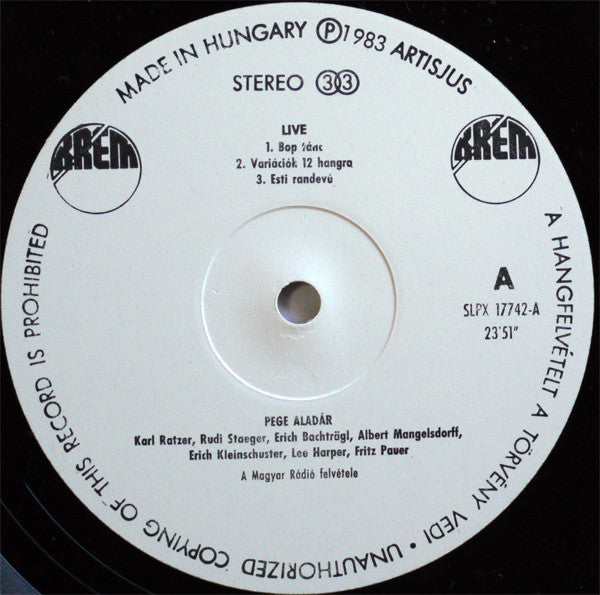 MADE IN HUNGARY Ⓟ 1983 ARTISJUS
STEREO 33
KRÉM
KRÉM
LIVE
1. Bop tánc
2. Variációk 12 hangra
3. Esti randevú
A
SLPX 17742-A
23'51"
PEGE ALADÁR
Karl Ratzer, Rudi Staeger, Erich Bachträgl, Albert Mangelsdorff,
Erich Kleinschuster, Lee Harper, Fritz Pauer
A Magyar Rádió felvétele
A HANGFELVÉTELT A TÖRVÉNY VÉDI • UNAUTHORIZED COPYING OF THIS RECORD IS PROHIBITED